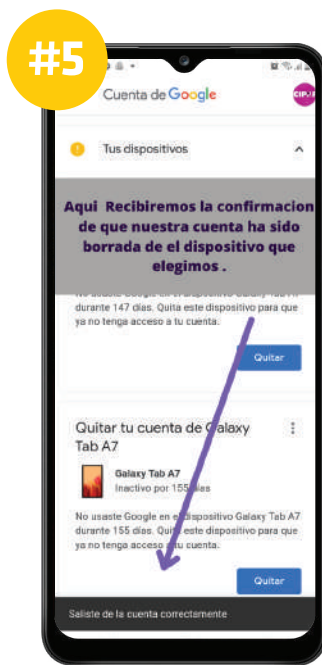 #5
Cuenta de Google
CIPJF
Tus dispositivos
Aqui Recibiremos la confirmacion
de que nuestra cuenta ha sido
borrada de el dispositivo que
elegimos .
durante 147 días. Quita este dispositivo para que
ya no tenga acceso a tu cuenta.
Quitar
Quitar tu cuenta de Galaxy
Tab A7
Galaxy Tab A7
Inactivo por 155 días
No usaste Google en el dispositivo Galaxy Tab A7
durante 155 días. Quita este dispositivo para que
ya no tenga acceso a tu cuenta.
Quitar
Saliste de la cuenta correctamente